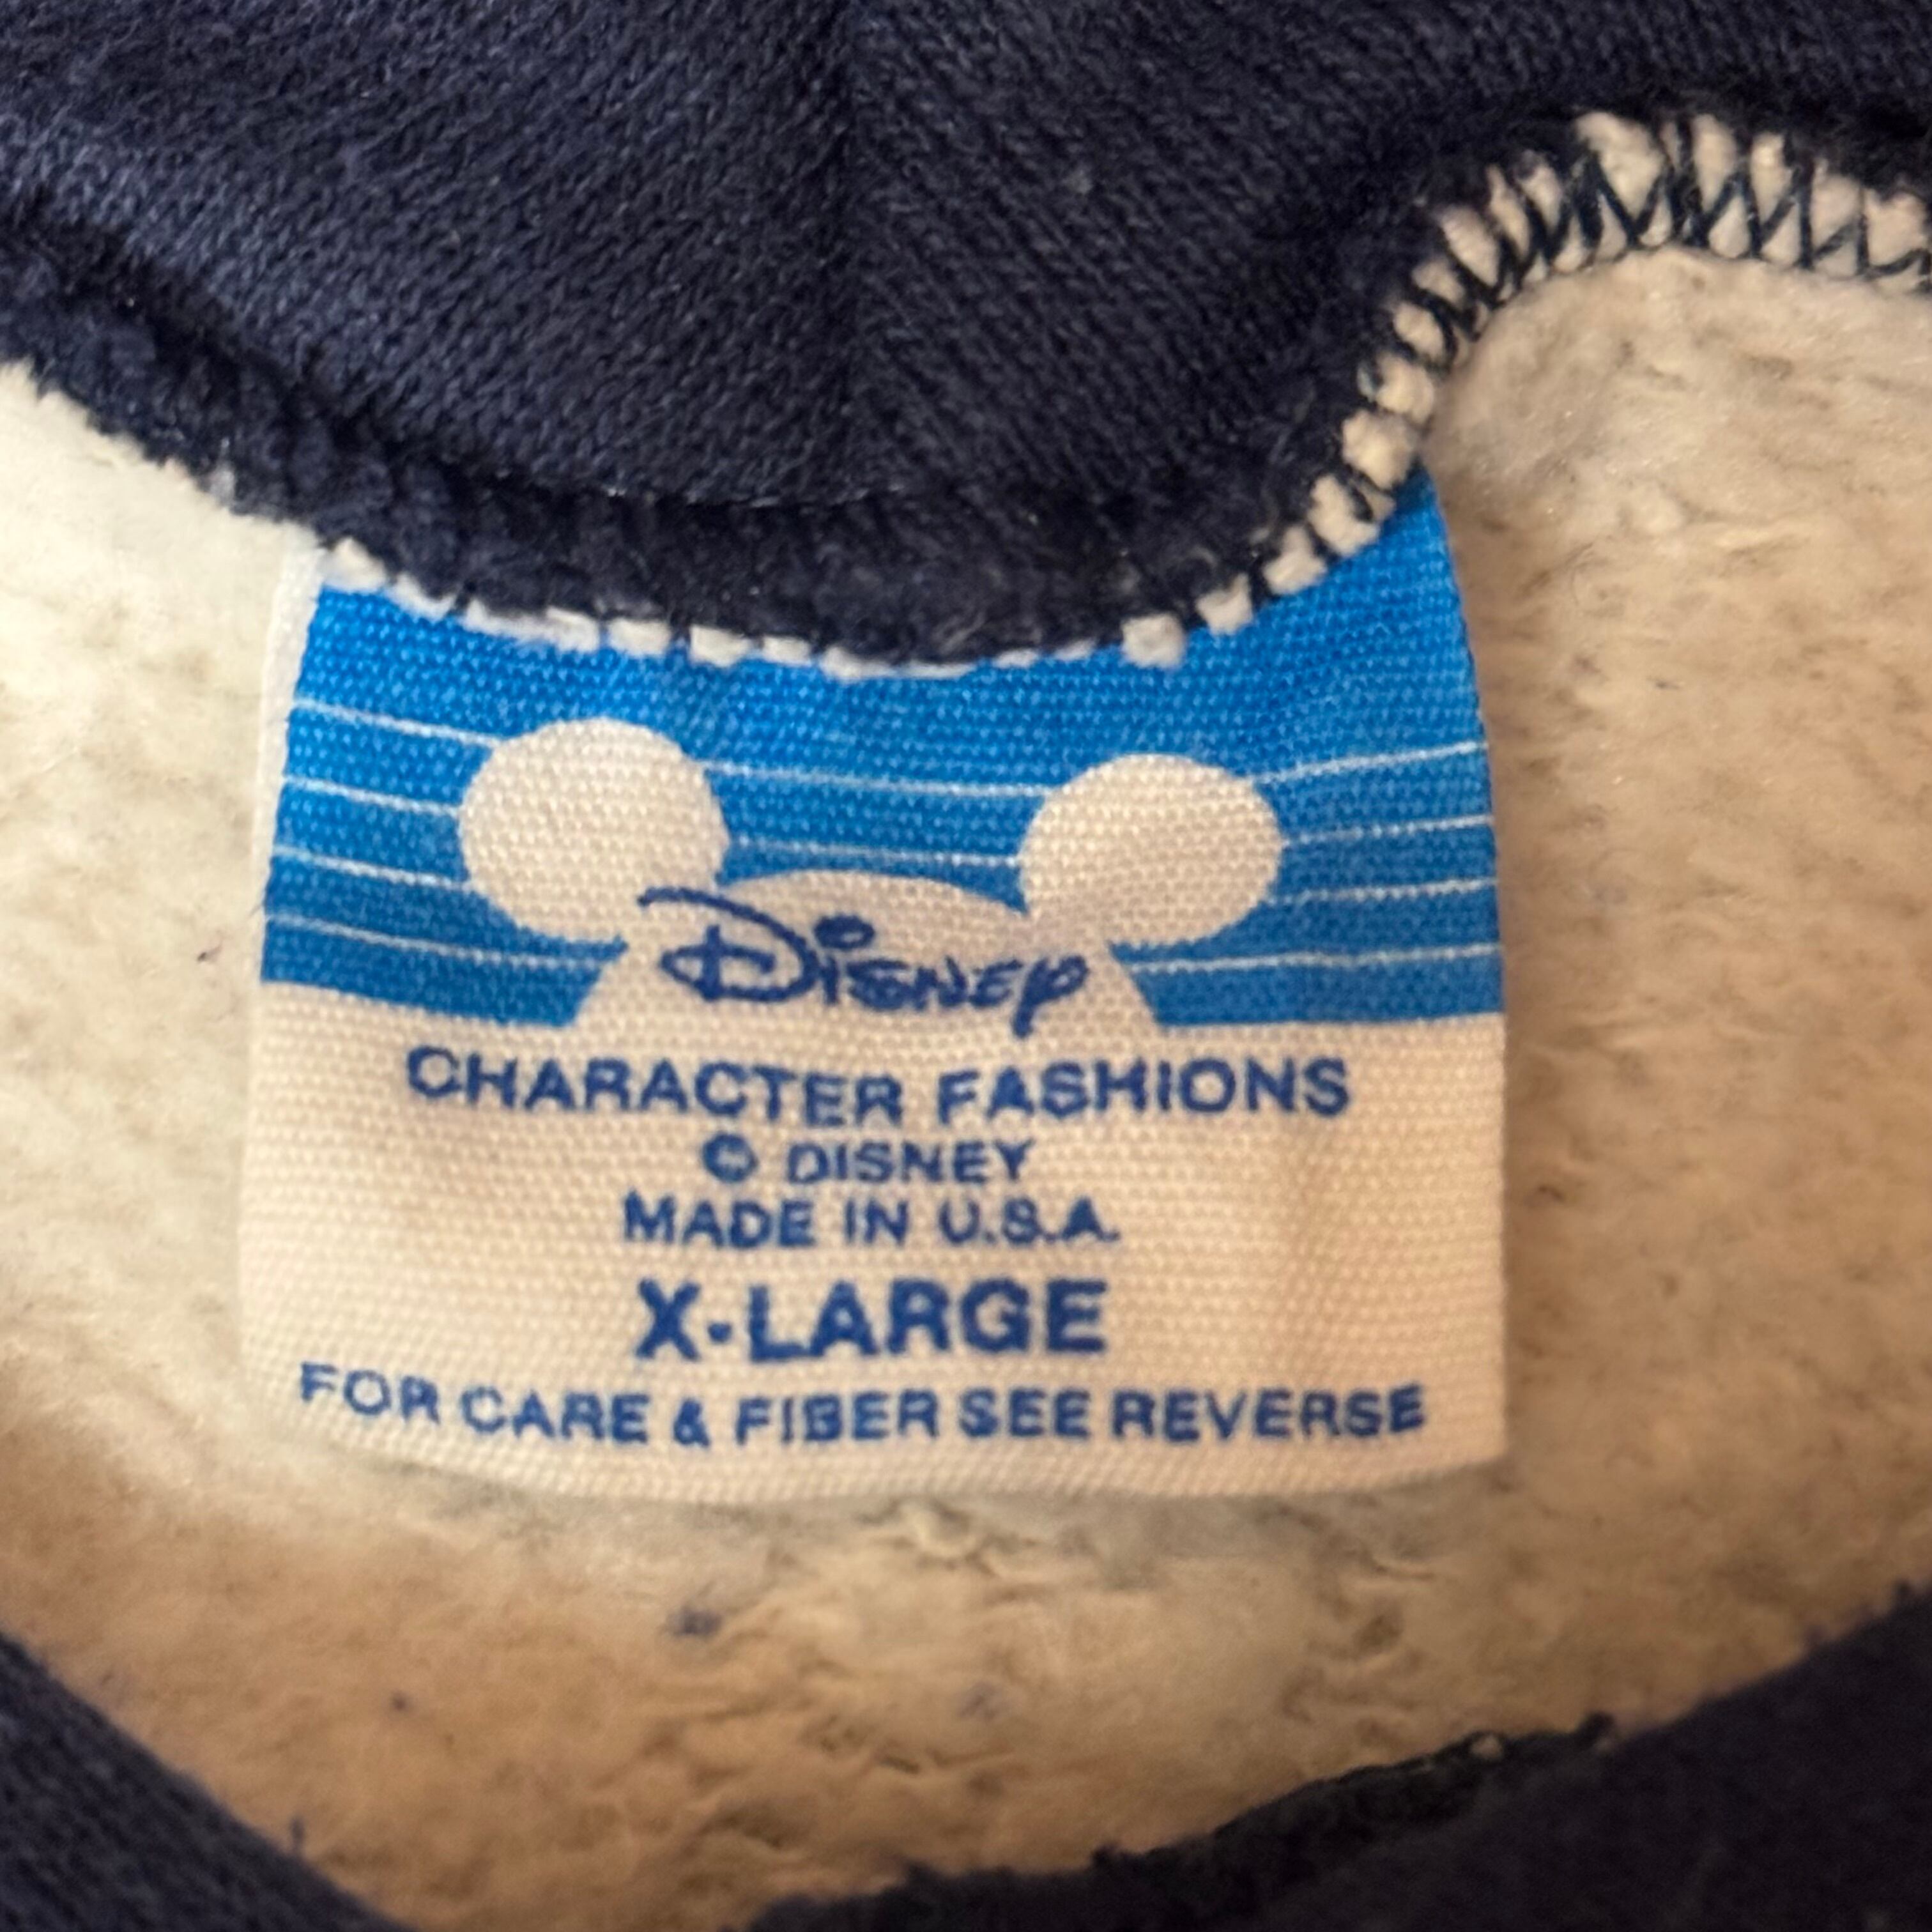 Disney
CHARACTER FASHIONS
© DISNEY
MADE IN U.S.A.
X-LARGE
FOR CARE & FIBER SEE REVERSE